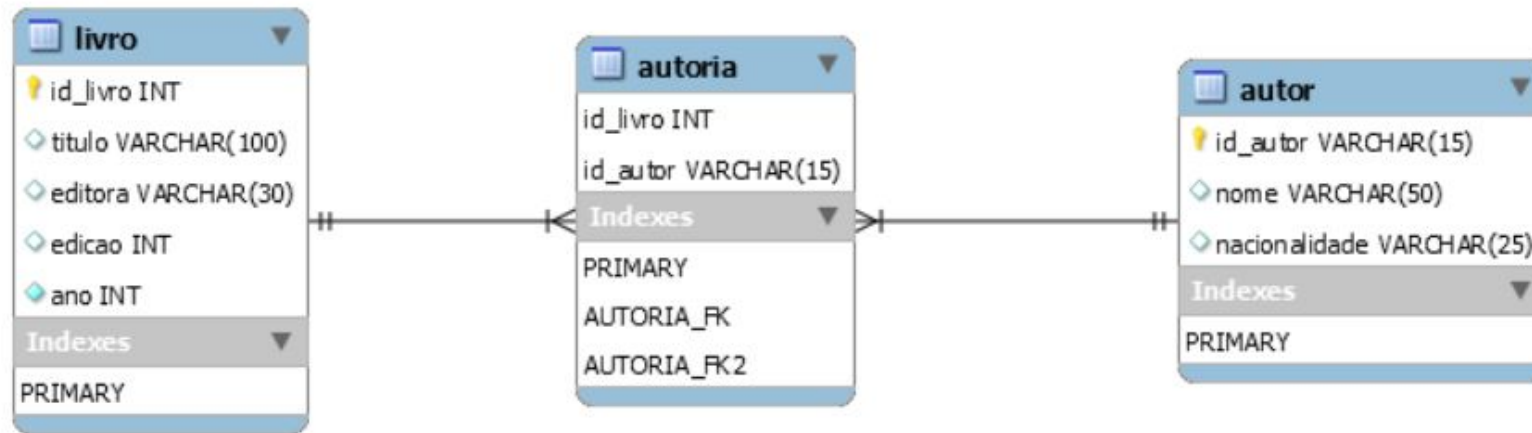 livro
id_livro INT
titulo VARCHAR(100)
editora VARCHAR(30)
edicao INT
ano INT
Indexes
PRIMARY
autoria
id_livro INT
id_autor VARCHAR(15)
Indexes
PRIMARY
AUTORIA_FK
AUTORIA_FK2
autor
id_autor VARCHAR(15)
nome VARCHAR(50)
nacionalidade VARCHAR(25)
Indexes
PRIMARY